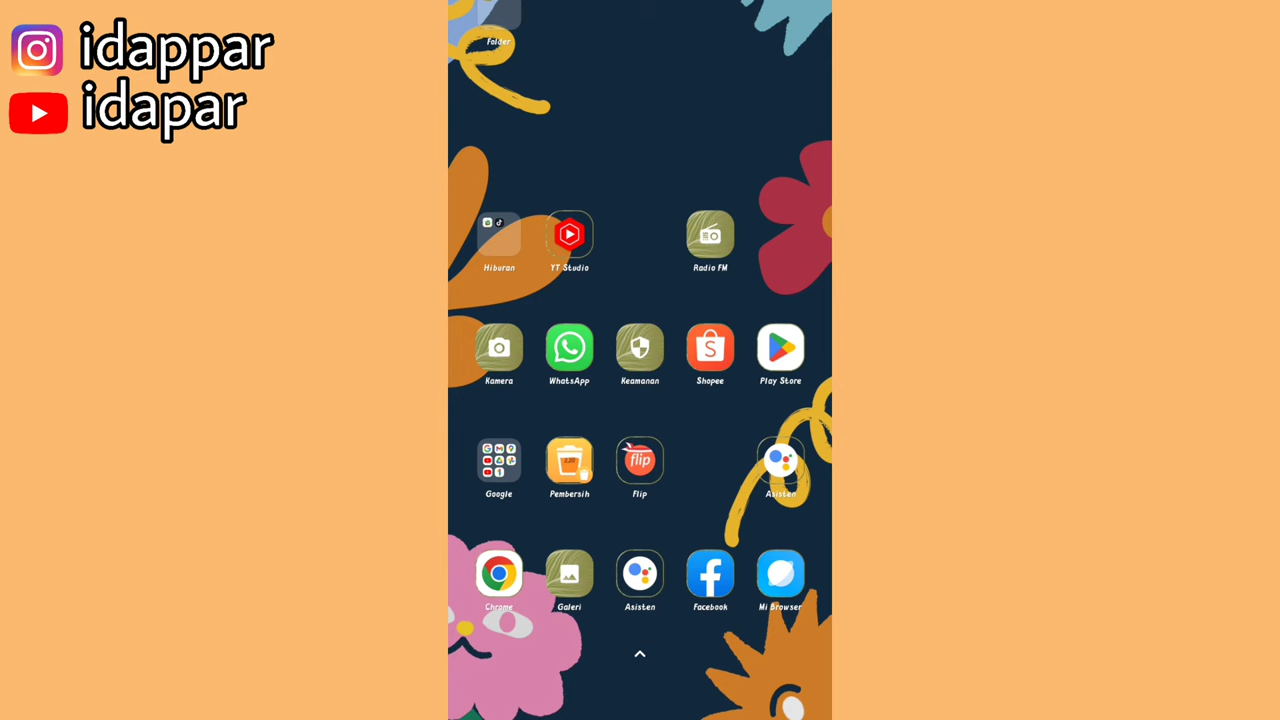 idappar
idapar
Folder
Hiburan
YT Studio
Radio FM
Kamera
WhatsApp
Keamanan
Shopee
Play Store
Google
Pembersih
flip
Flip
Asisten
Chrome
Galeri
Asisten
Facebook
Mi Browser